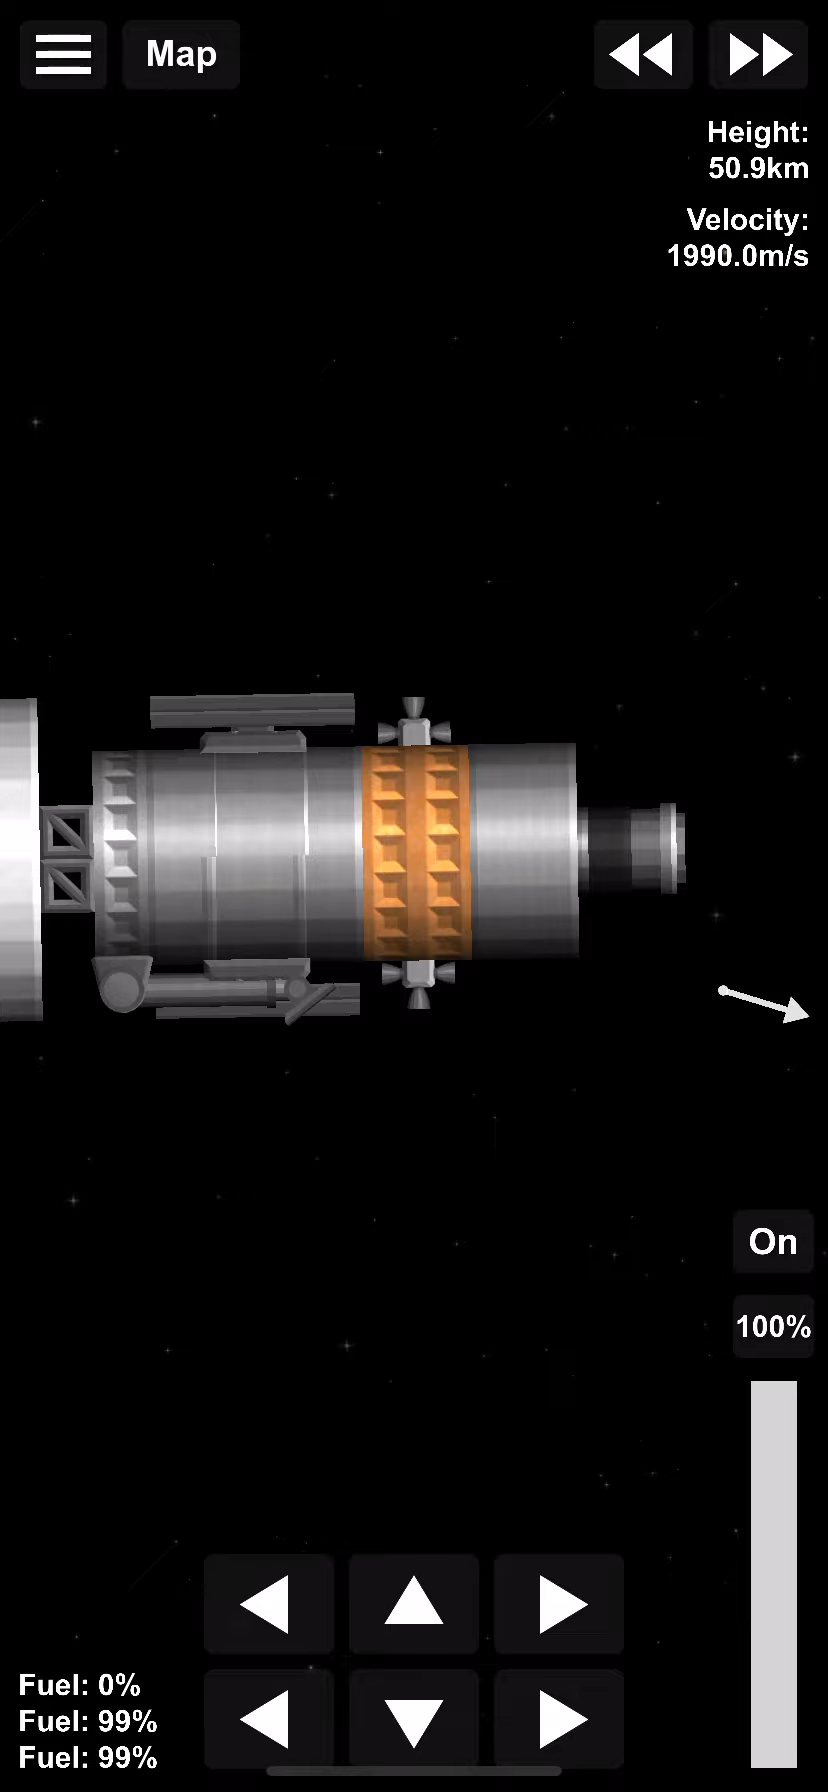 Map
Height:
50.9km
Velocity:
1990.0m/s
On
100%
Fuel: 0%
Fuel: 99%
Fuel: 99%